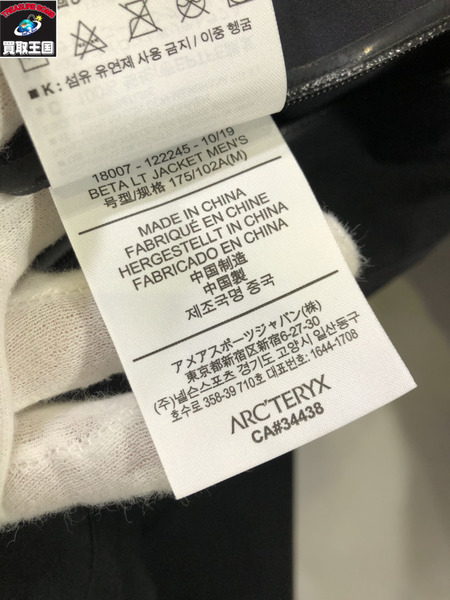 TREASURE KINGDOM
買取王国
■K: 섬유 유연제 사용 금지 / 이중 헹굼
18007 - 122245 - 10/19
BETA LT JACKET MEN'S
号型/规格 175/102A(M)
MADE IN CHINA
FABRIQUÉ EN CHINE
HERGESTELLT IN CHINA
FABRICADO EN CHINA
中国制造
中国製
제조국명 중국
アメアスポーツジャパン(株)
東京都新宿区新宿6-27-30
(주)넬슨스포츠 경기도 고양시 일산동구
호수로 358-39 710호 대표번호: 1644-1708
ARC'TERYX
CA#34438